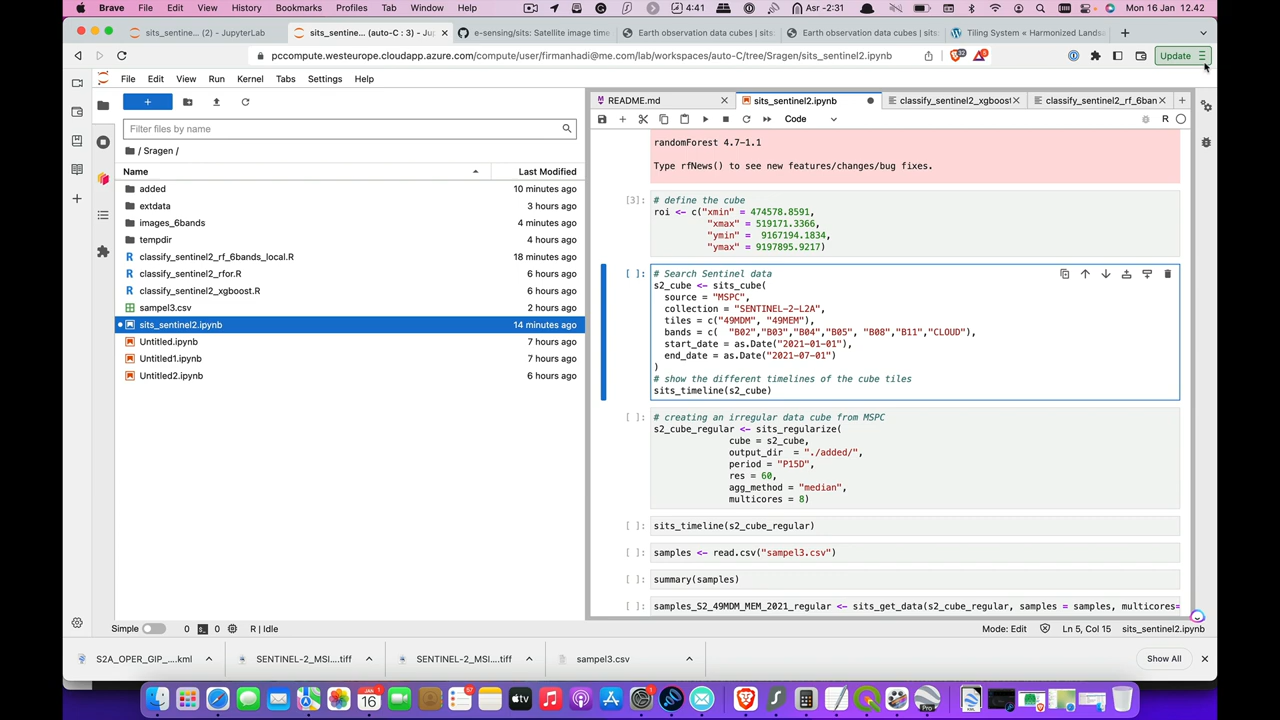 Brave File Edit View History Bookmarks Profiles Tab Window Help 4:41 Asr -2:31 Mon 16 Jan 12.42
sits_sentine... (2) - JupyterLab
sits_sentine... (auto-C : 3) - Ju
e-sensing/sits: Satellite image time
Earth observation data cubes | sits
Earth observation data cubes | sits
Tiling System « Harmonized Landsa
pccompute.westeurope.cloudapp.azure.com/compute/user/firmanhadi@me.com/lab/workspaces/auto-C/tree/Sragen/sits_sentinel2.ipynb
Update
File Edit View Run Kernel Tabs Settings Help
Filter files by name
/ Sragen /
Name Last Modified
added 10 minutes ago
extdata 3 hours ago
images_6bands 4 minutes ago
tempdir 4 hours ago
classify_sentinel2_rf_6bands_local.R 18 minutes ago
classify_sentinel2_rfor.R 6 hours ago
classify_sentinel2_xgboost.R 6 hours ago
sampel3.csv 2 hours ago
sits_sentinel2.ipynb 14 minutes ago
Untitled.ipynb 7 hours ago
Untitled1.ipynb 7 hours ago
Untitled2.ipynb 6 hours ago
README.md
sits_sentinel2.ipynb
classify_sentinel2_xgboost
classify_sentinel2_rf_6ban
Code
R
randomForest 4.7-1.1
Type rfNews() to see new features/changes/bug fixes.
[3]:
# define the cube
roi <- c("xmin" = 474578.8591,
"xmax" = 519171.3366,
"ymin" =  9167194.1834,
"ymax" = 9197895.9217)
[ ]:
# Search Sentinel data
s2_cube <- sits_cube(
source = "MSPC",
collection = "SENTINEL-2-L2A",
tiles = c("49MDM", "49MEM"),
bands = c(  "B02","B03","B04","B05", "B08","B11","CLOUD"),
start_date = as.Date("2021-01-01"),
end_date = as.Date("2021-07-01")
)
# show the different timelines of the cube tiles
sits_timeline(s2_cube)
[ ]:
# creating an irregular data cube from MSPC
s2_cube_regular <- sits_regularize(
cube = s2_cube,
output_dir  = "./added/",
period = "P15D",
res = 60,
agg_method = "median",
multicores = 8)
[ ]:
sits_timeline(s2_cube_regular)
[ ]:
samples <- read.csv("sampel3.csv")
[ ]:
summary(samples)
[ ]:
samples_S2_49MDM_MEM_2021_regular <- sits_get_data(s2_cube_regular, samples = samples, multicores=
Simple 0 0 R | Idle
Mode: Edit Ln 5, Col 15 sits_sentinel2.ipynb
S2A_OPER_GIP_....kml
SENTINEL-2_MSI....tiff
SENTINEL-2_MSI....tiff
sampel3.csv
Show All